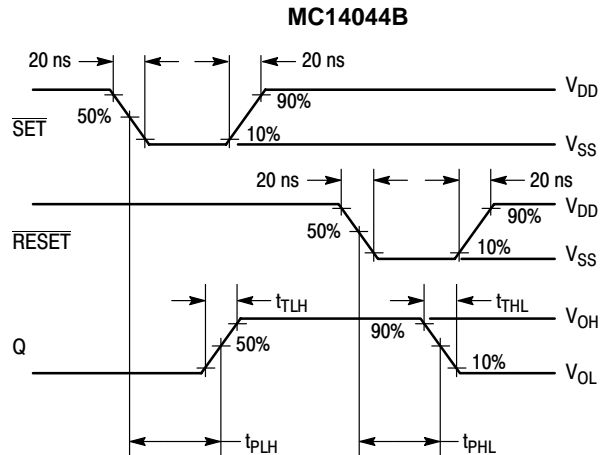 MC14044B
20 ns 20 ns
90% V_DD
50%
SET
10%
V_SS
20 ns 20 ns
V_DD
90%
50%
RESET
10%
V_SS
t_TLH t_THL
V_OH
Q 50% 90%
10%
V_OL
t_PLH t_PHL